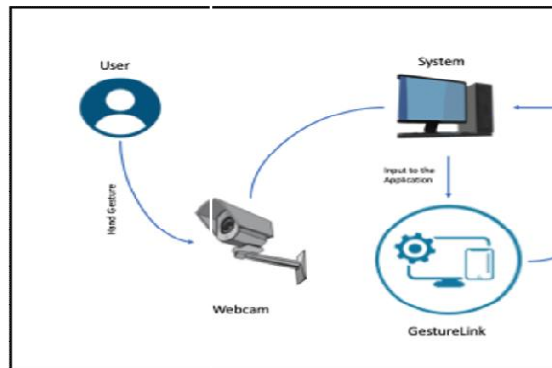 User
System
Input to the
Application
Hand Gesture
Webcam
GestureLink